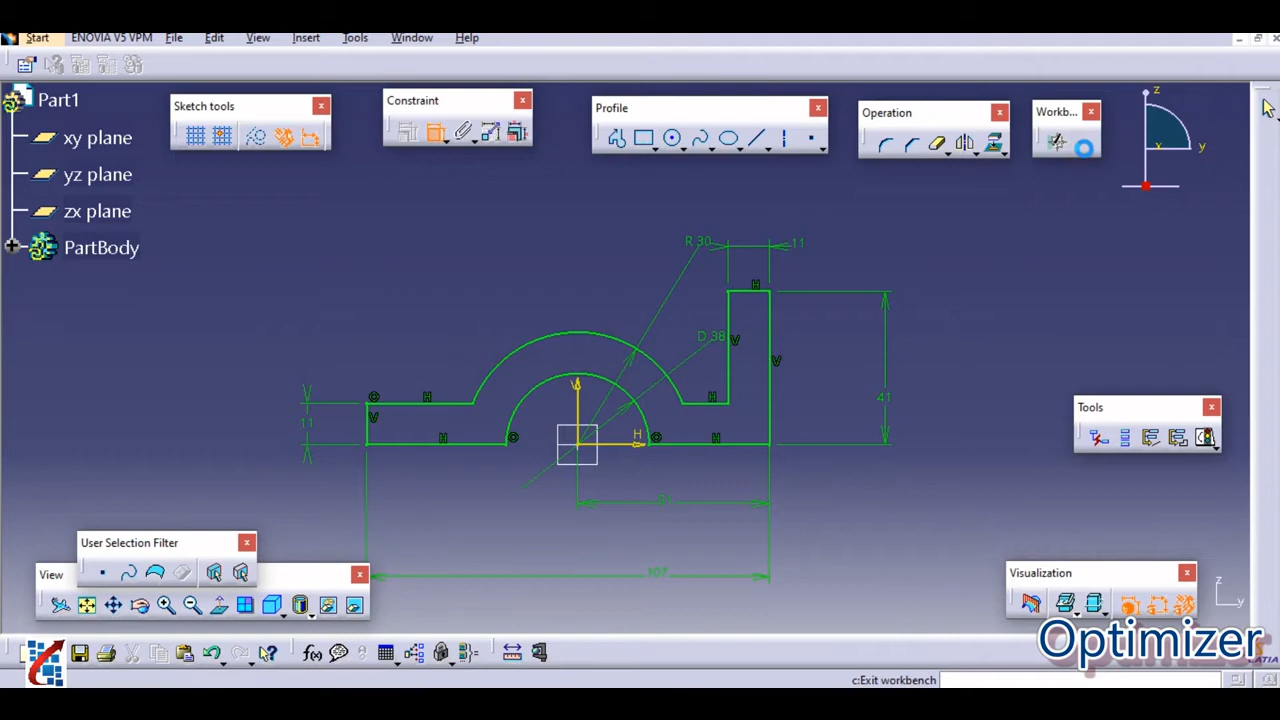 Start ENOVIA V5 VPM File Edit View Insert Tools Window Help
Part1
xy plane
yz plane
zx plane
PartBody
Sketch tools
Constraint
Profile
Operation
Workb...
z
x
y
R 30
11
H
D 38
V
V
41
H
H
V
11
H
H
H
V
107
Tools
User Selection Filter
View
Visualization
z
y
f(x)
Optimizer
c:Exit workbench